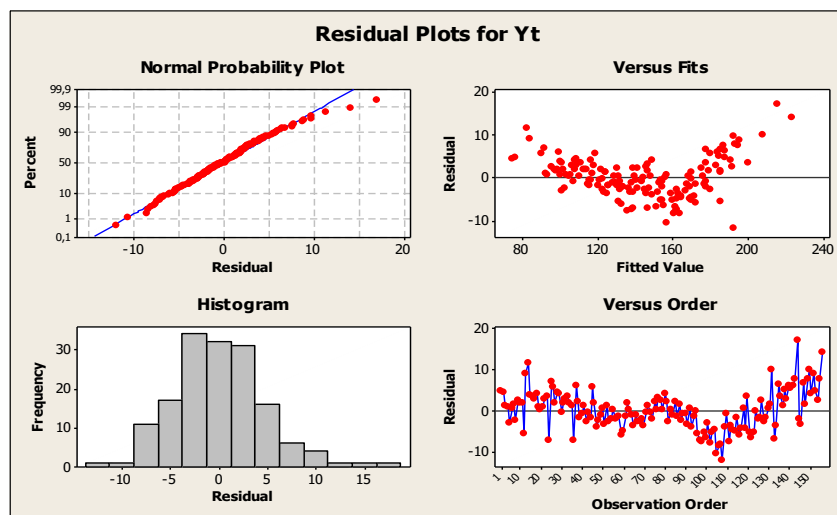 Residual Plots for Yt
Normal Probability Plot
99,9
99
90
50
10
1
0,1
Percent
-10 0 10 20
Residual
Versus Fits
20
10
0
-10
Residual
80 120 160 200 240
Fitted Value
Histogram
30
20
10
0
Frequency
-10 -5 0 5 10 15
Residual
Versus Order
20
10
0
-10
Residual
1 10 20 30 40 50 60 70 80 90 100 110 120 130 140 150
Observation Order